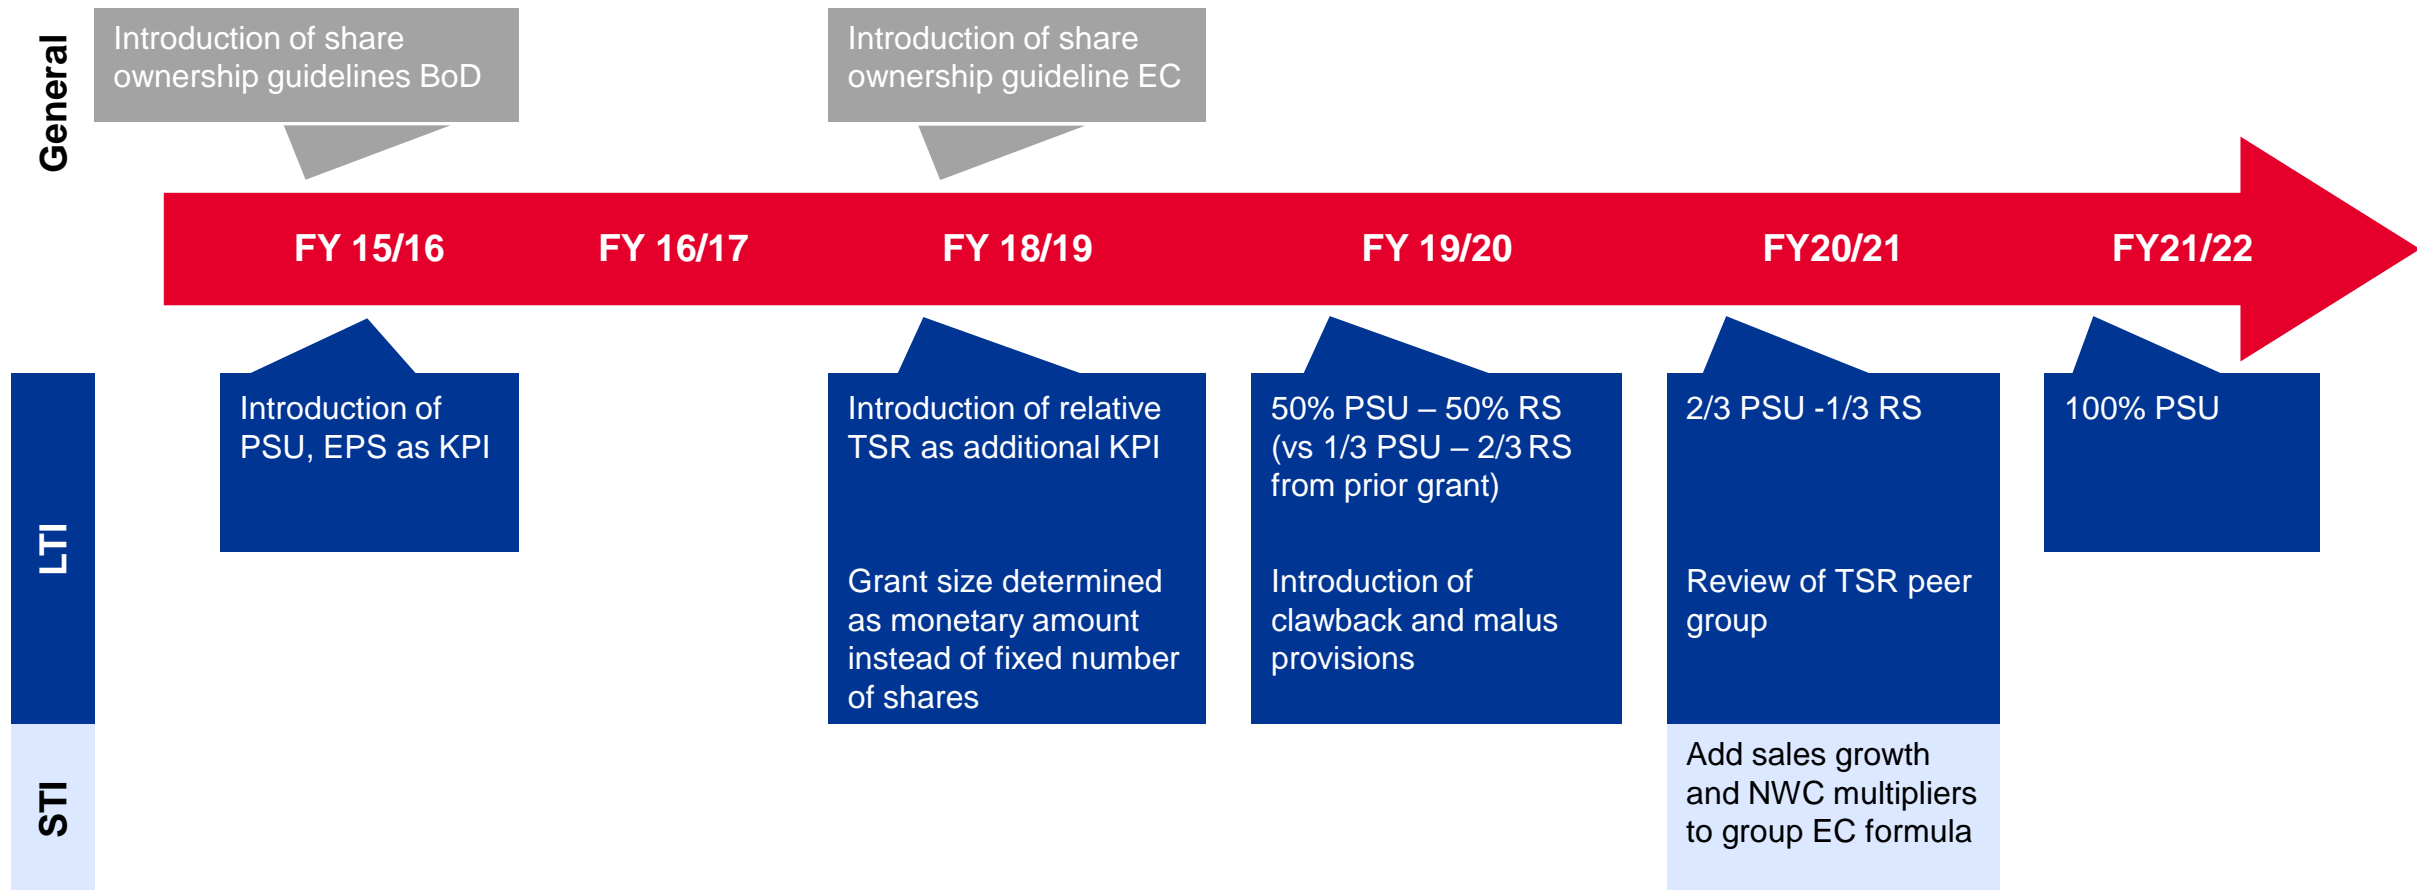 General
Introduction of share
ownership guidelines BoD
Introduction of share
ownership guideline EC
FY 15/16
FY 16/17
FY 18/19
FY 19/20
FY20/21
FY21/22
LTI
Introduction of
PSU, EPS as KPI
Introduction of relative
TSR as additional KPI
Grant size determined
as monetary amount
instead of fixed number
of shares
50% PSU – 50% RS
(vs 1/3 PSU – 2/3 RS
from prior grant)
Introduction of
clawback and malus
provisions
2/3 PSU -1/3 RS
Review of TSR peer
group
100% PSU
STI
Add sales growth
and NWC multipliers
to group EC formula